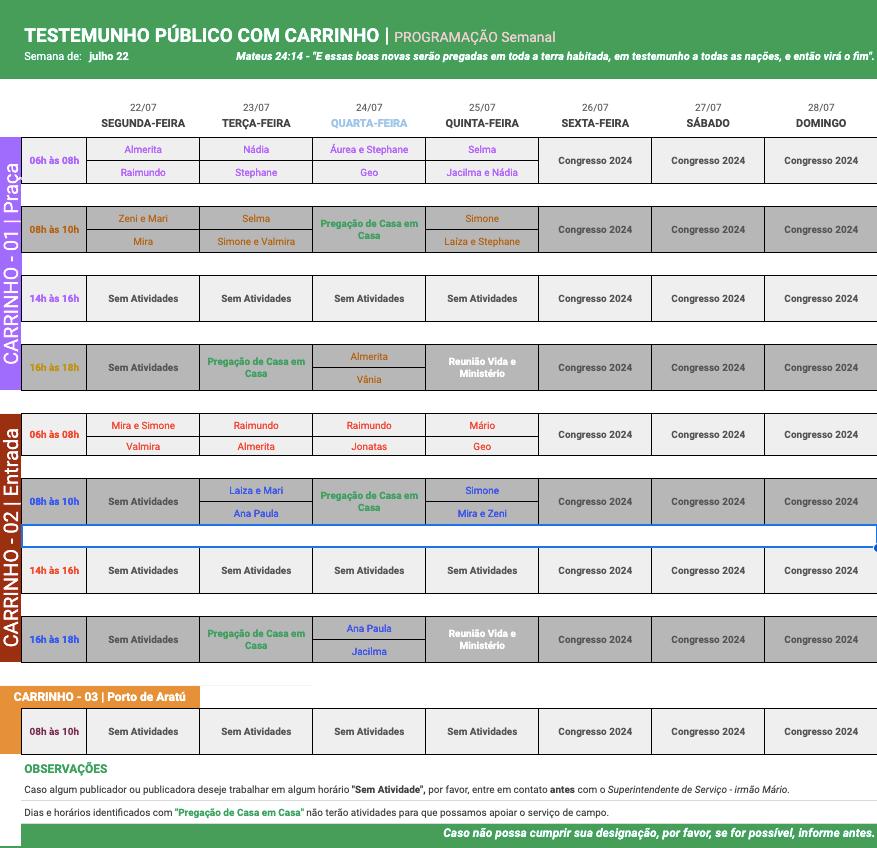 TESTEMUNHO PÚBLICO COM CARRINHO | PROGRAMAÇÃO Semanal
Semana de: julho 22 Mateus 24:14 - "E essas boas novas serão pregadas em toda a terra habitada, em testemunho a todas as nações, e então virá o fim".
22/07 23/07 24/07 25/07 26/07 27/07 28/07
SEGUNDA-FEIRA TERÇA-FEIRA QUARTA-FEIRA QUINTA-FEIRA SEXTA-FEIRA SÁBADO DOMINGO
CARRINHO - 01 | Praça
06h às 08h Almerita Nádia Áurea e Stephane Selma Congresso 2024 Congresso 2024 Congresso 2024
Raimundo Stephane Geo Jacilma e Nádia
08h às 10h Zeni e Mari Selma Pregação de Casa em Casa Simone Congresso 2024 Congresso 2024 Congresso 2024
Mira Simone e Valmira Laíza e Stephane
14h às 16h Sem Atividades Sem Atividades Sem Atividades Sem Atividades Congresso 2024 Congresso 2024 Congresso 2024
16h às 18h Sem Atividades Pregação de Casa em Casa Almerita Reunião Vida e Ministério Congresso 2024 Congresso 2024 Congresso 2024
Vânia
CARRINHO - 02 | Entrada
06h às 08h Mira e Simone Raimundo Raimundo Mário Congresso 2024 Congresso 2024 Congresso 2024
Valmira Almerita Jonatas Geo
08h às 10h Sem Atividades Laiza e Mari Pregação de Casa em Casa Simone Congresso 2024 Congresso 2024 Congresso 2024
Ana Paula Mira e Zeni
14h às 16h Sem Atividades Sem Atividades Sem Atividades Sem Atividades Congresso 2024 Congresso 2024 Congresso 2024
16h às 18h Sem Atividades Pregação de Casa em Casa Ana Paula Reunião Vida e Ministério Congresso 2024 Congresso 2024 Congresso 2024
Jacilma
CARRINHO - 03 | Porto de Aratú
08h às 10h Sem Atividades Sem Atividades Sem Atividades Sem Atividades Congresso 2024 Congresso 2024 Congresso 2024
OBSERVAÇÕES
Caso algum publicador ou publicadora deseje trabalhar em algum horário "Sem Atividade", por favor, entre em contato antes com o Superintendente de Serviço - irmão Mário.
Dias e horários identificados com "Pregação de Casa em Casa" não terão atividades para que possamos apoiar o serviço de campo.
Caso não possa cumprir sua designação, por favor, se for possível, informe antes.